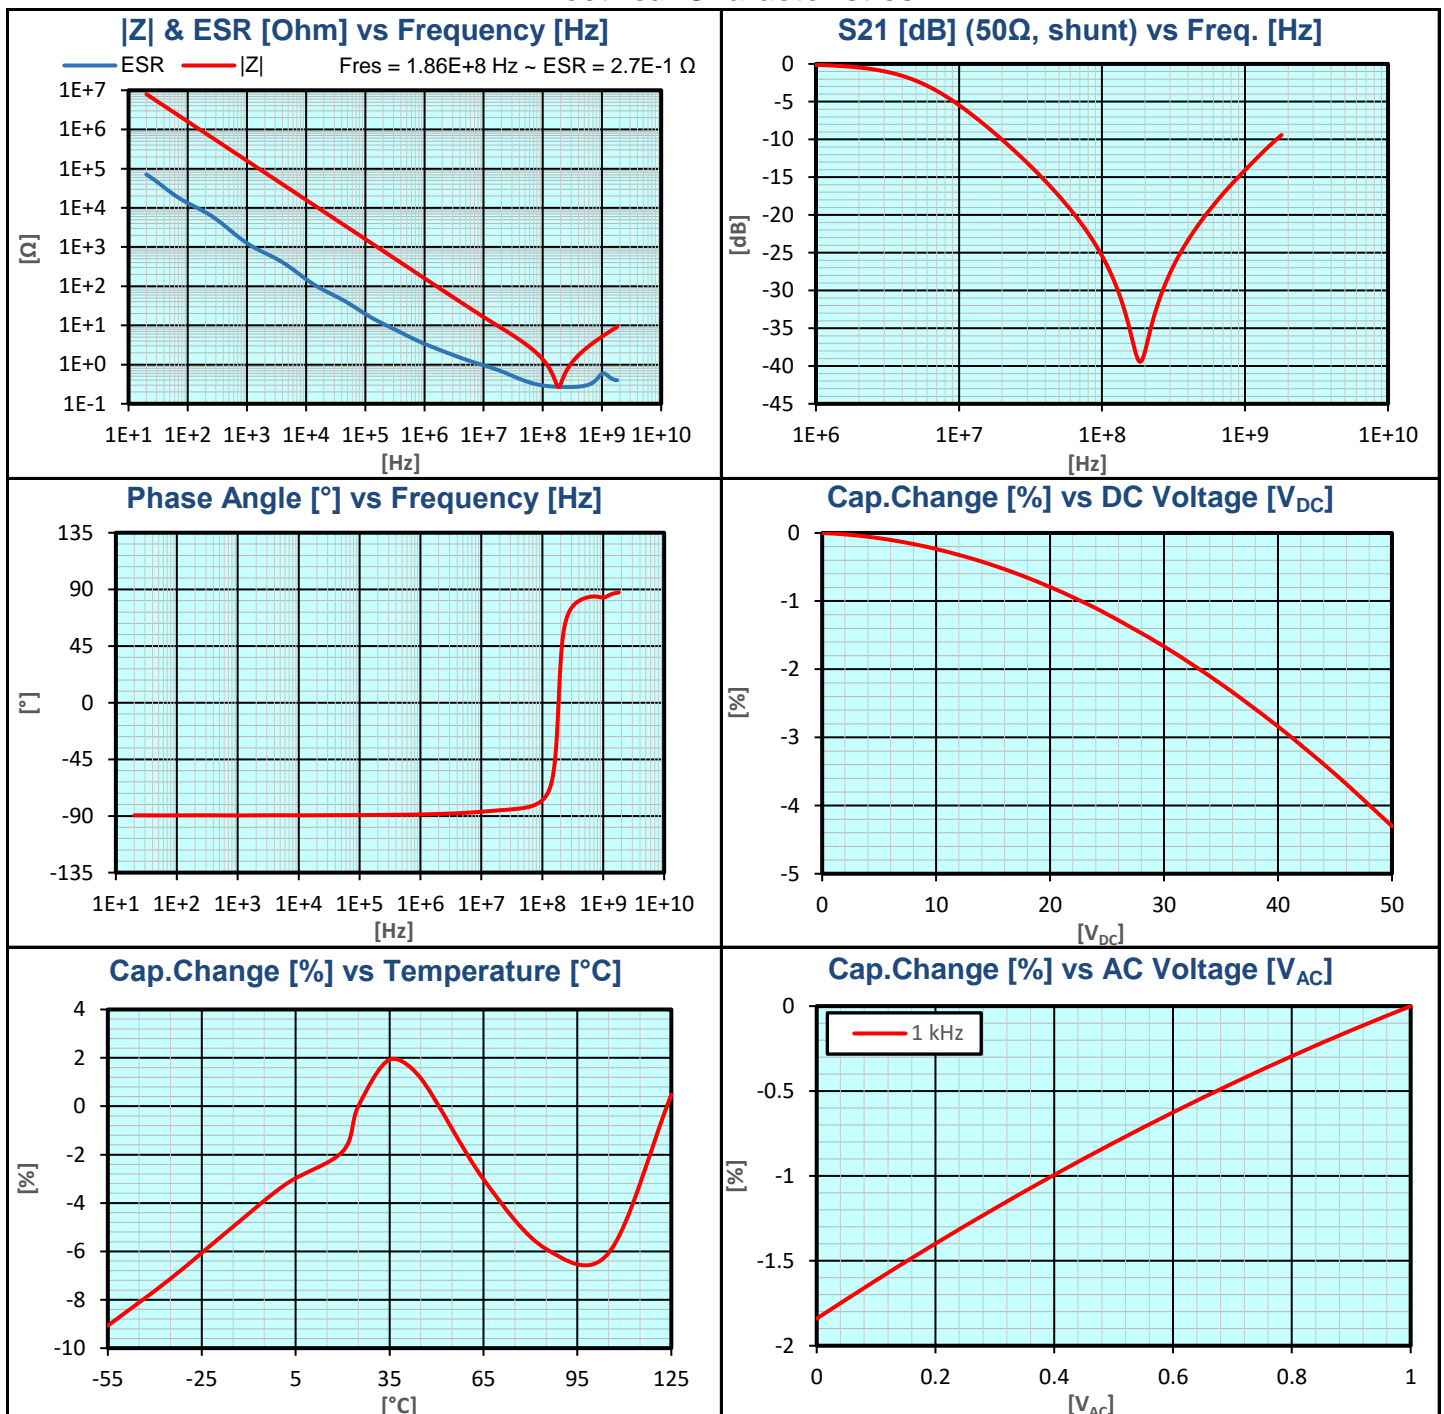 |Z| & ESR [Ohm] vs Frequency [Hz]
ESR |Z| Fres = 1.86E+8 Hz ~ ESR = 2.7E-1 Ω
1E+7
1E+6
1E+5
1E+4
1E+3
1E+2
1E+1
1E+0
1E-1
[Ω]
1E+1 1E+2 1E+3 1E+4 1E+5 1E+6 1E+7 1E+8 1E+9 1E+10
[Hz]
S21 [dB] (50Ω, shunt) vs Freq. [Hz]
0
-5
-10
-15
-20
-25
-30
-35
-40
-45
[dB]
1E+6 1E+7 1E+8 1E+9 1E+10
[Hz]
Phase Angle [°] vs Frequency [Hz]
135
90
45
0
-45
-90
-135
[°]
1E+1 1E+2 1E+3 1E+4 1E+5 1E+6 1E+7 1E+8 1E+9 1E+10
[Hz]
Cap.Change [%] vs DC Voltage [VDC]
0
-1
-2
-3
-4
-5
[%]
0 10 20 30 40 50
[VDC]
Cap.Change [%] vs Temperature [°C]
4
2
0
-2
-4
-6
-8
-10
[%]
-55 -25 5 35 65 95 125
[°C]
Cap.Change [%] vs AC Voltage [VAC]
1 kHz
0
-0.5
-1
-1.5
-2
[%]
0 0.2 0.4 0.6 0.8 1
[VAC]